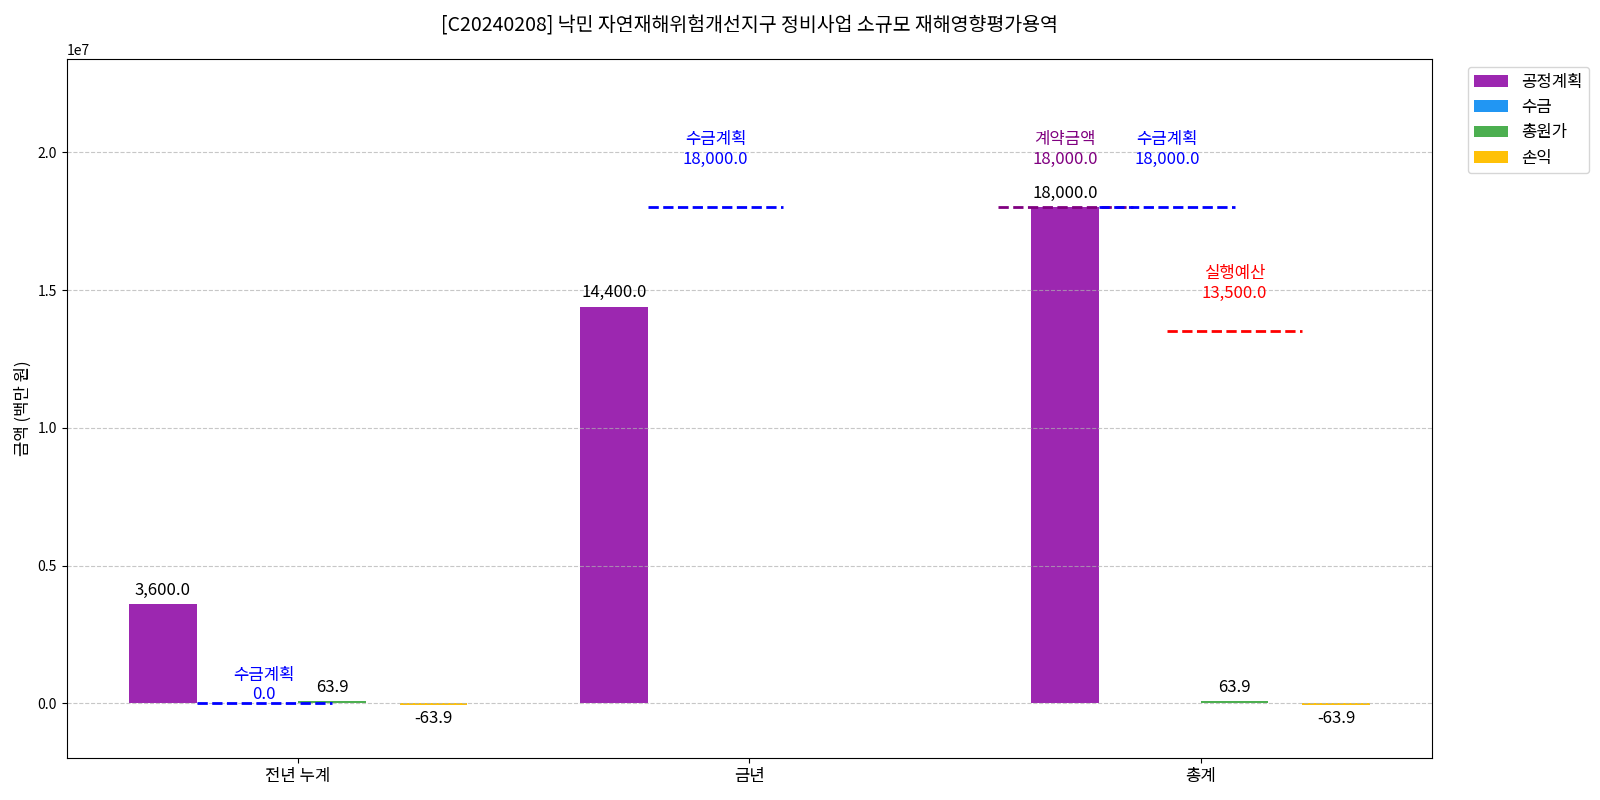 [C20240208] 낙민 자연재해위험개선지구 정비사업 소규모 재해영향평가용역
1e7
공정계획
수금
총원가
손익
금액 (백만 원)
2.0
1.5
1.0
0.5
0.0
3,600.0
수금계획
0.0
63.9
-63.9
14,400.0
수금계획
18,000.0
계약금액
18,000.0
18,000.0
수금계획
18,000.0
실행예산
13,500.0
63.9
-63.9
전년 누계
금년
총계